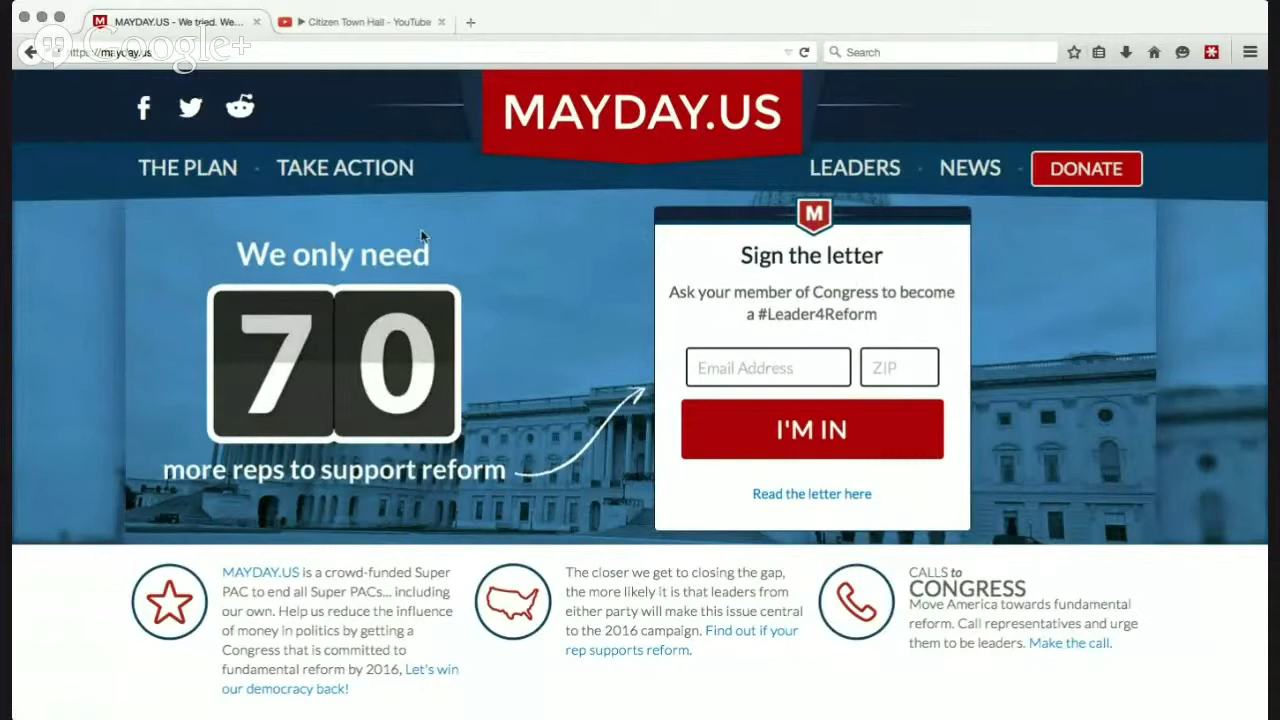 MAYDAY.US - We tried. We...
Citizen Town Hall - YouTube
Google+
https://mayday.us
Search
MAYDAY.US
THE PLAN
TAKE ACTION
LEADERS
NEWS
DONATE
We only need
70
more reps to support reform
M
Sign the letter
Ask your member of Congress to become
a #Leader4Reform
Email Address
ZIP
I'M IN
Read the letter here
MAYDAY.US is a crowd-funded Super
PAC to end all Super PACs... including
our own. Help us reduce the influence
of money in politics by getting a
Congress that is committed to
fundamental reform by 2016, Let's win
our democracy back!
The closer we get to closing the gap,
the more likely it is that leaders from
either party will make this issue central
to the 2016 campaign. Find out if your
rep supports reform.
CALLS to
CONGRESS
Move America towards fundamental
reform. Call representatives and urge
them to be leaders. Make the call.